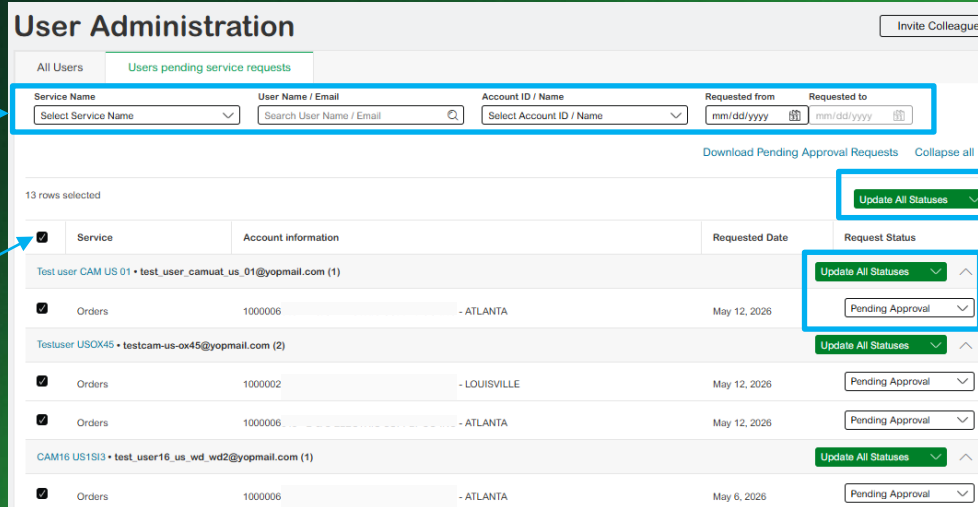 User Administration
Invite Colleague
All Users Users pending service requests
Service Name User Name / Email Account ID / Name Requested from Requested to
Select Service Name Search User Name / Email Select Account ID / Name mm/dd/yyyy mm/dd/yyyy
Download Pending Approval Requests Collapse all
13 rows selected Update All Statuses
Service Account information Requested Date Request Status
Test user CAM US 01 • test_user_camuat_us_01@yopmail.com (1) Update All Statuses
Orders 1000006 - ATLANTA May 12, 2026 Pending Approval
Testuser USOX45 • testcam-us-ox45@yopmail.com (2) Update All Statuses
Orders 1000002 - LOUISVILLE May 12, 2026 Pending Approval
Orders 1000006 - ATLANTA May 12, 2026 Pending Approval
CAM16 US1SI3 • test_user16_us_wd_wd2@yopmail.com (1) Update All Statuses
Orders 1000006 - ATLANTA May 6, 2026 Pending Approval